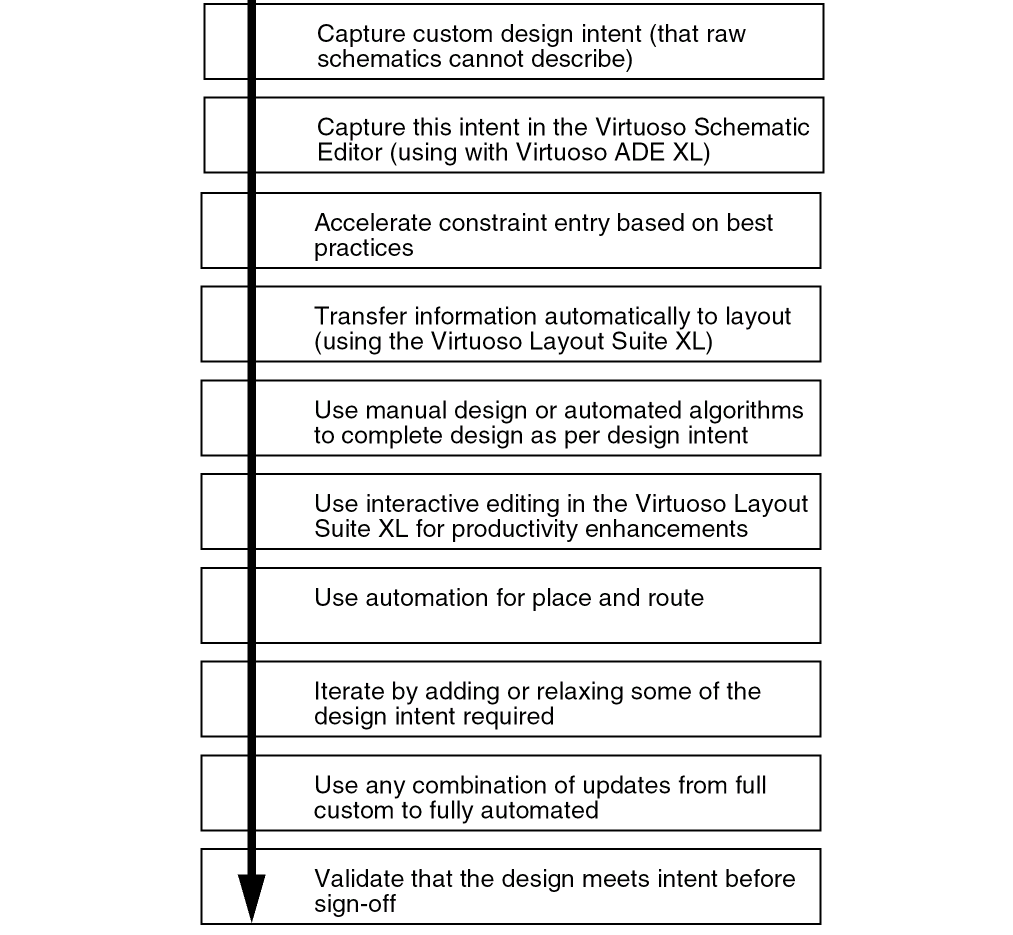 Capture custom design intent (that raw
schematics cannot describe)
Capture this intent in the Virtuoso Schematic
Editor (using with Virtuoso ADE XL)
Accelerate constraint entry based on best
practices
Transfer information automatically to layout
(using the Virtuoso Layout Suite XL)
Use manual design or automated algorithms
to complete design as per design intent
Use interactive editing in the Virtuoso Layout
Suite XL for productivity enhancements
Use automation for place and route
Iterate by adding or relaxing some of the
design intent required
Use any combination of updates from full
custom to fully automated
Validate that the design meets intent before
sign-off